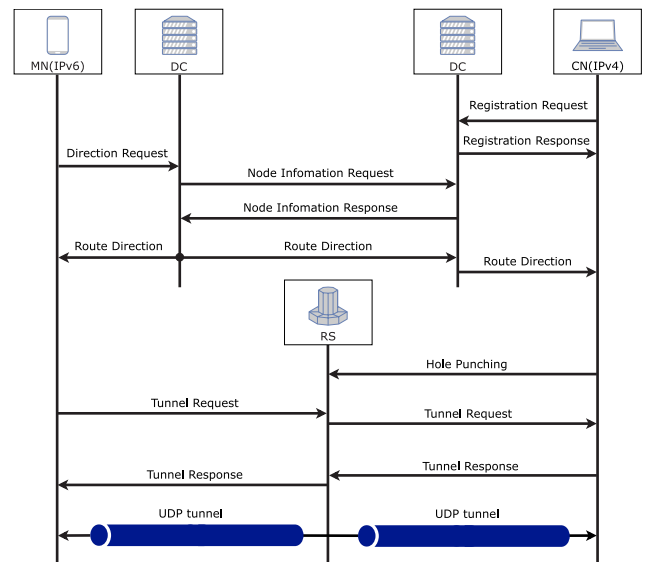 MN(IPv6)
DC
DC
CN(IPv4)
Registration Request
Registration Response
Direction Request
Node Infomation Request
Node Infomation Response
Route Direction
Route Direction
Route Direction
RS
Hole Punching
Tunnel Request
Tunnel Request
Tunnel Response
Tunnel Response
UDP tunnel
UDP tunnel